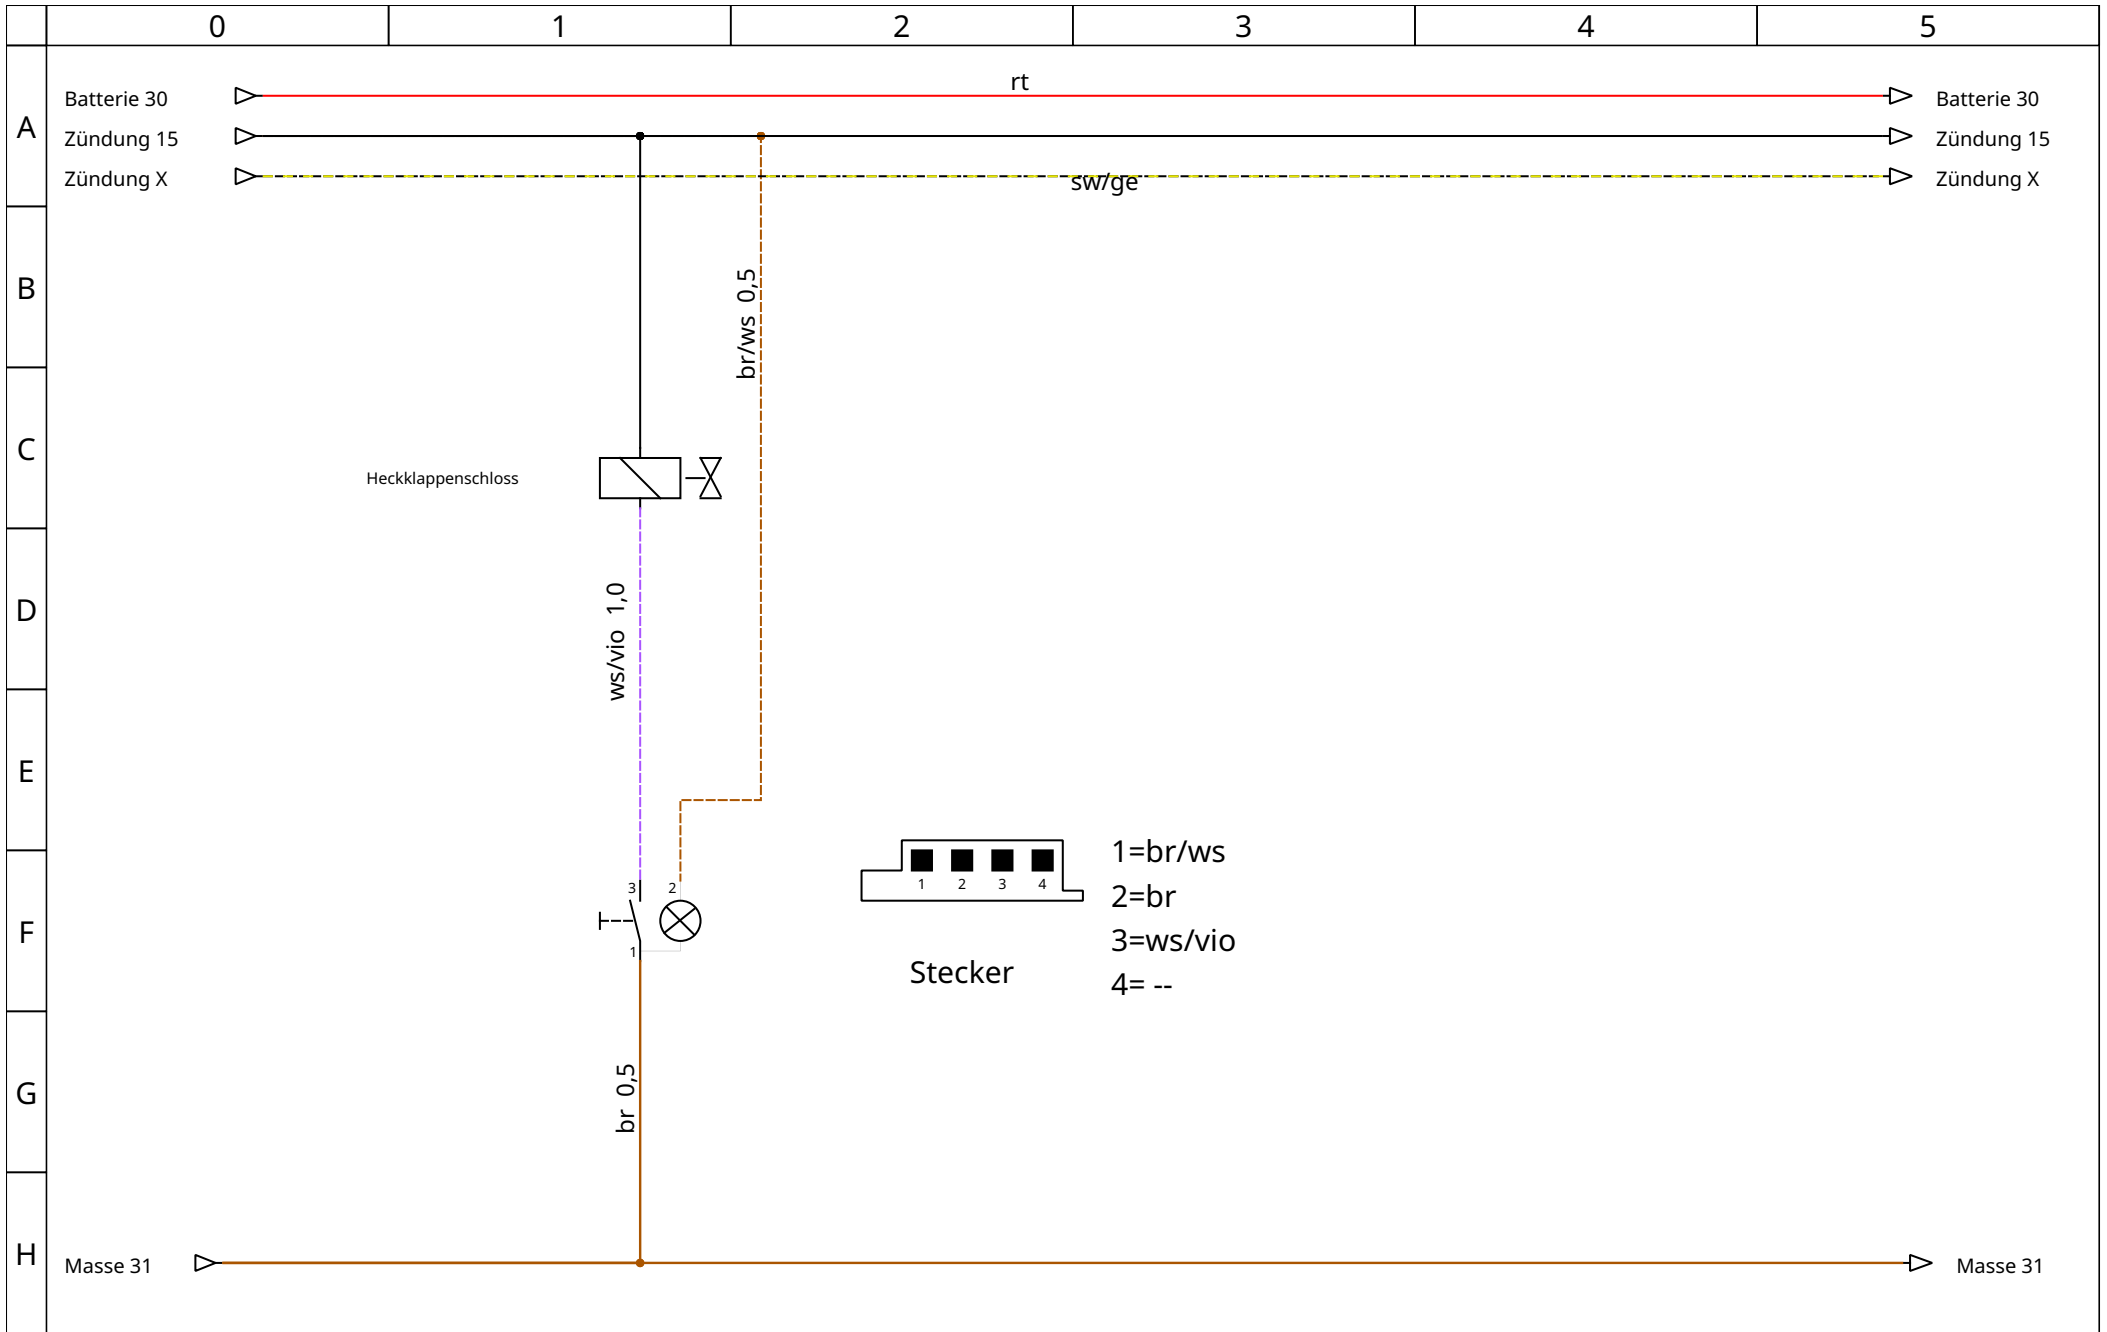 0 1 2 3 4 5
A
rt
Batterie 30 Batterie 30
Zündung 15 Zündung 15
Zündung X Zündung X
sw/ge
B
br/ws 0,5
C
Heckklappenschloss
D
ws/vio 1,0
E
1=br/ws
1 2 3 4
3 2
2=br
F
3=ws/vio
1
Stecker
4= --
G
br 0,5
H
Masse 31 Masse 31